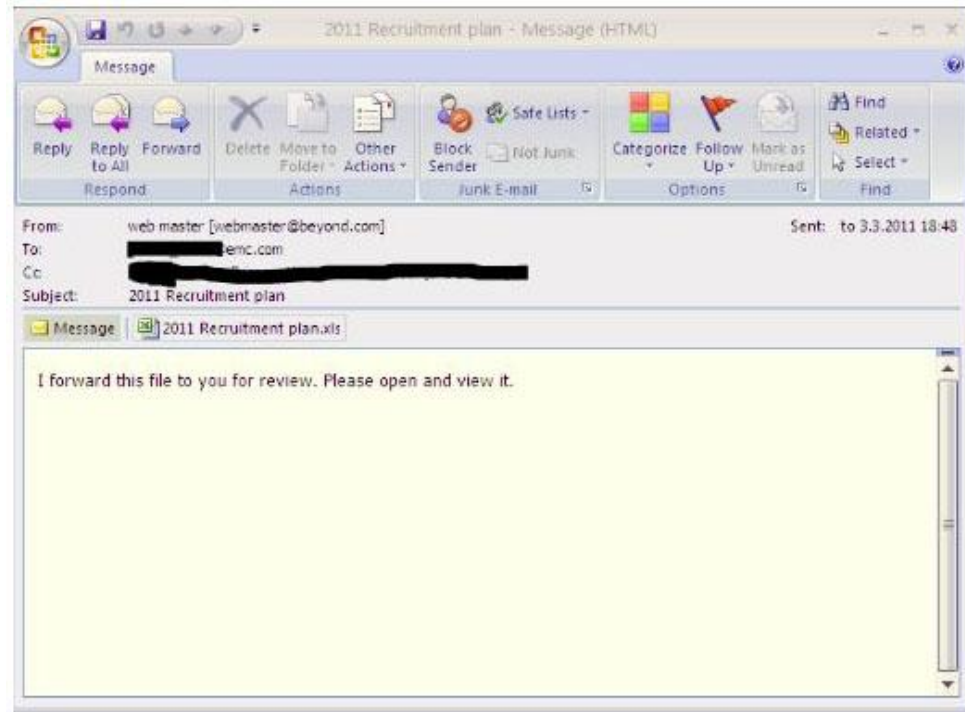 2011 Recruitment plan - Message (HTML)
Message
Reply Reply to All Forward Delete Move to Folder Other Actions Block Sender Safe Lists Not Junk Categorize Follow Up Mark as Unread Find Related Select
Respond Actions Junk E-mail Options Find
From: web master [webmaster@beyond.com] Sent: to 3.3.2011 18:48
To: emc.com
Cc
Subject: 2011 Recruitment plan
Message 2011 Recruitment plan.xls
I forward this file to you for review. Please open and view it.